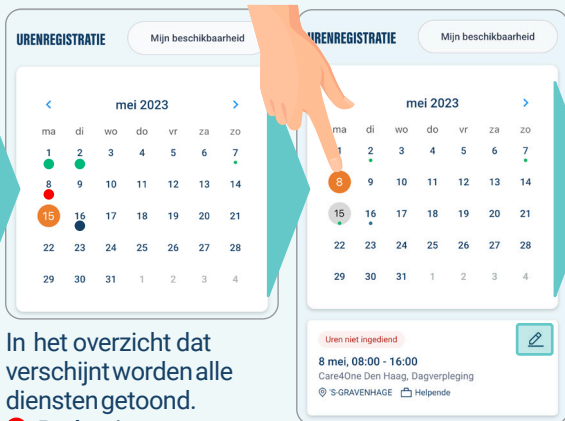 URENREGISTRATIE
Mijn beschikbaarheid
mei 2023
ma di wo do vr za zo
1 2 3 4 5 6 7
8 9 10 11 12 13 14
15 16 17 18 19 20 21
22 23 24 25 26 27 28
29 30 31 1 2 3 4
In het overzicht dat
verschijnt worden alle
diensten getoond.
URENREGISTRATIE
Mijn beschikbaarheid
mei 2023
ma di wo do vr za zo
1 2 3 4 5 6 7
8 9 10 11 12 13 14
15 16 17 18 19 20 21
22 23 24 25 26 27 28
29 30 31 1 2 3 4
Uren niet ingediend
8 mei, 08:00 - 16:00
Care4One Den Haag, Dagverpleging
'S-GRAVENHAGE Helpende